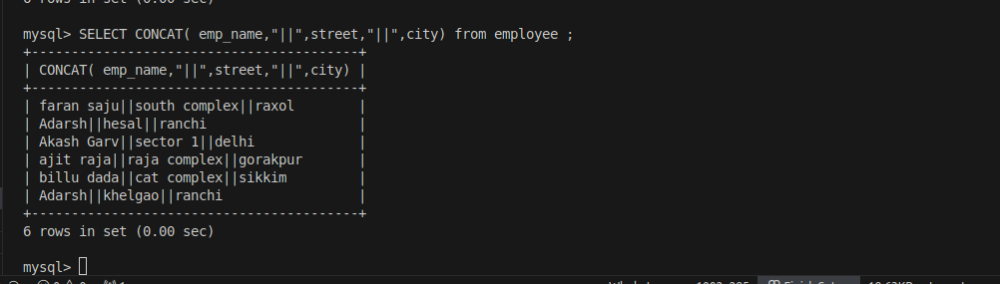 6 rows in set (0.00 sec)
mysql> SELECT CONCAT( emp_name,"||",street,"||",city) from employee ;
+-----------------------------------------+
| CONCAT( emp_name,"||",street,"||",city) |
+-----------------------------------------+
| faran saju||south complex||raxol        |
| Adarsh||hesal||ranchi                   |
| Akash Garv||sector 1||delhi             |
| ajit raja||raja complex||gorakpur       |
| billu dada||cat complex||sikkim         |
| Adarsh||khelgao||ranchi                 |
+-----------------------------------------+
6 rows in set (0.00 sec)
mysql>